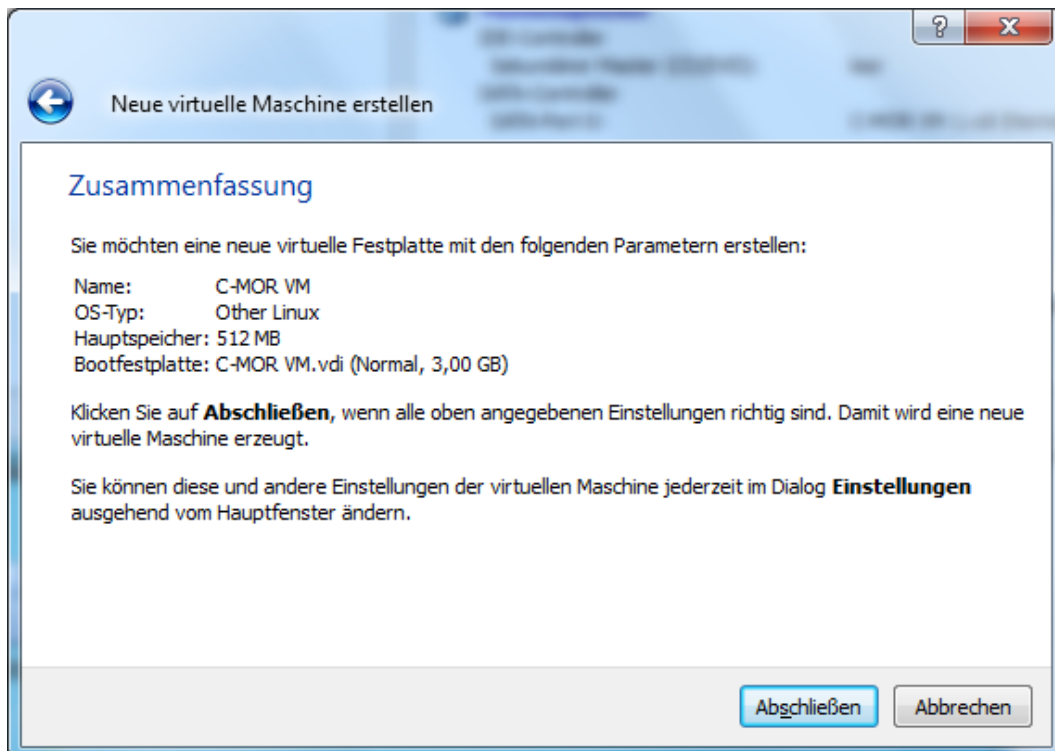 Neue virtuelle Maschine erstellen
Zusammenfassung
Sie möchten eine neue virtuelle Festplatte mit den folgenden Parametern erstellen:
Name: C-MOR VM
OS-Typ: Other Linux
Hauptspeicher: 512 MB
Bootfestplatte: C-MOR VM.vdi (Normal, 3,00 GB)
Klicken Sie auf Abschließen, wenn alle oben angegebenen Einstellungen richtig sind. Damit wird eine neue
virtuelle Maschine erzeugt.
Sie können diese und andere Einstellungen der virtuellen Maschine jederzeit im Dialog Einstellungen
ausgehend vom Hauptfenster ändern.
Abschließen Abbrechen